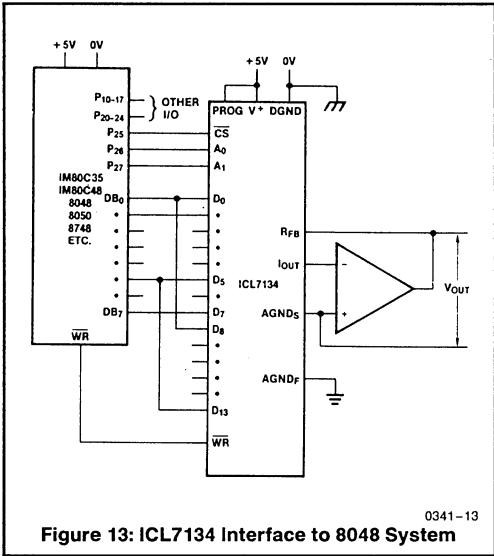 +5V 0V
P10-17
P20-24
OTHER
I/O
P25
P26
P27
IM80C35
IM80C48
8048
8050
8748
ETC.
DB0
DB7
WR
+5V 0V
PROG V+ DGND
CS
A0
A1
D0
D5
ICL7134
D7
D8
D13
WR
RFB
IOUT
-
AGNDS
+
VOUT
AGNDF
0341-13
Figure 13: ICL7134 Interface to 8048 System